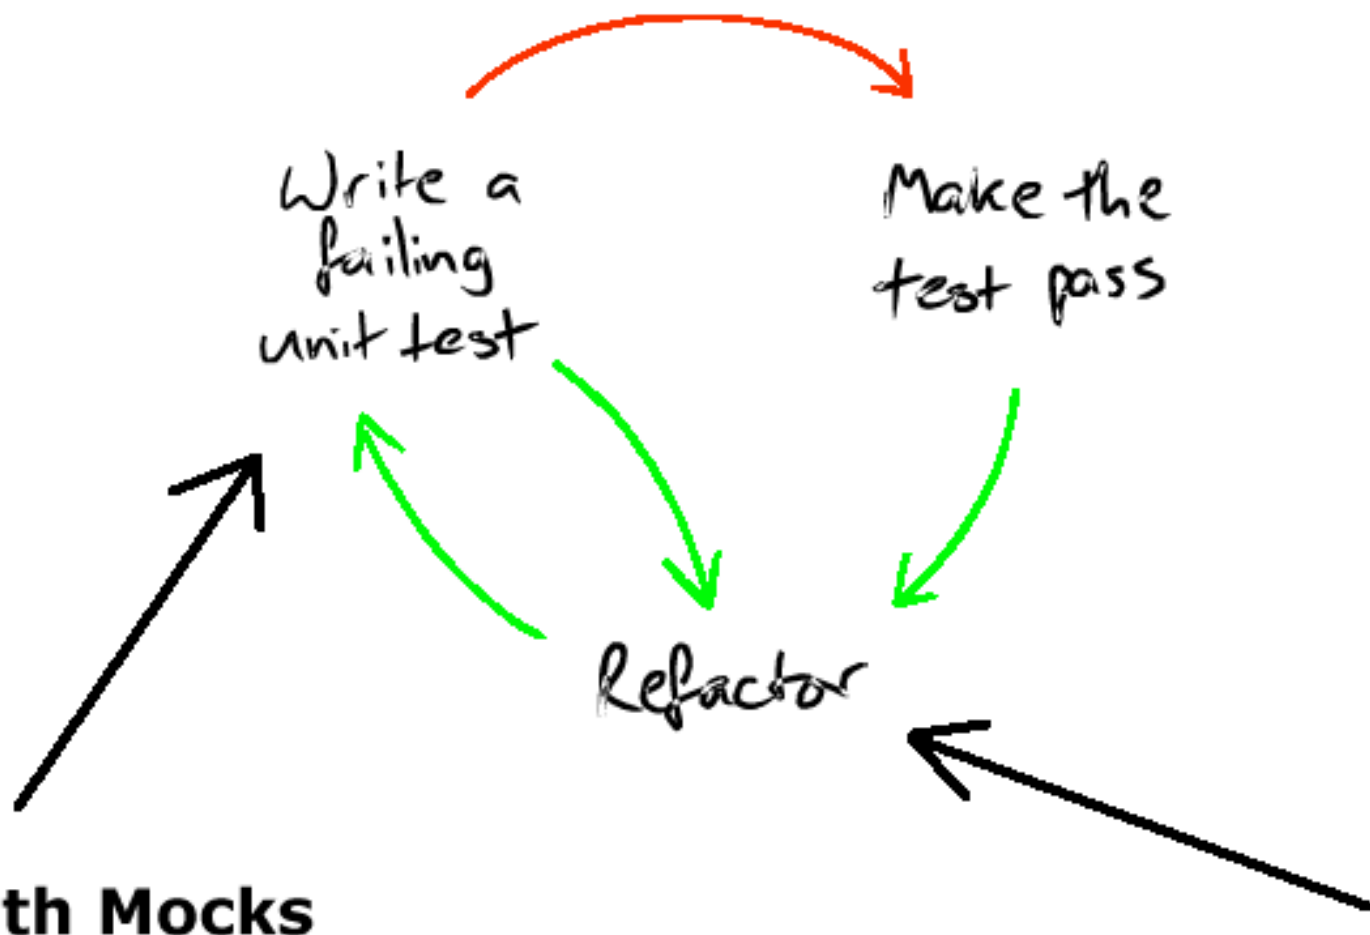 Write a
failing
unit test
Make the
test pass
Refactor
th Mocks